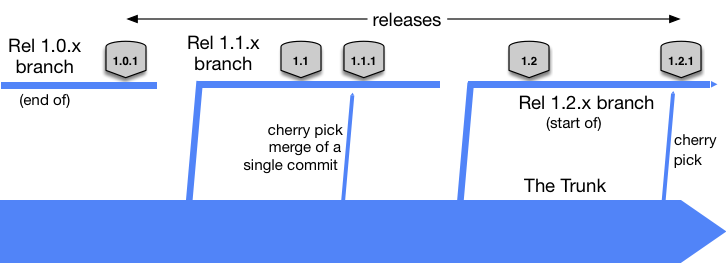 releases
Rel 1.0.x
branch
(end of)
1.0.1
Rel 1.1.x
branch
1.1
1.1.1
cherry pick
merge of a
single commit
1.2
1.2.1
Rel 1.2.x branch
(start of)
cherry
pick
The Trunk